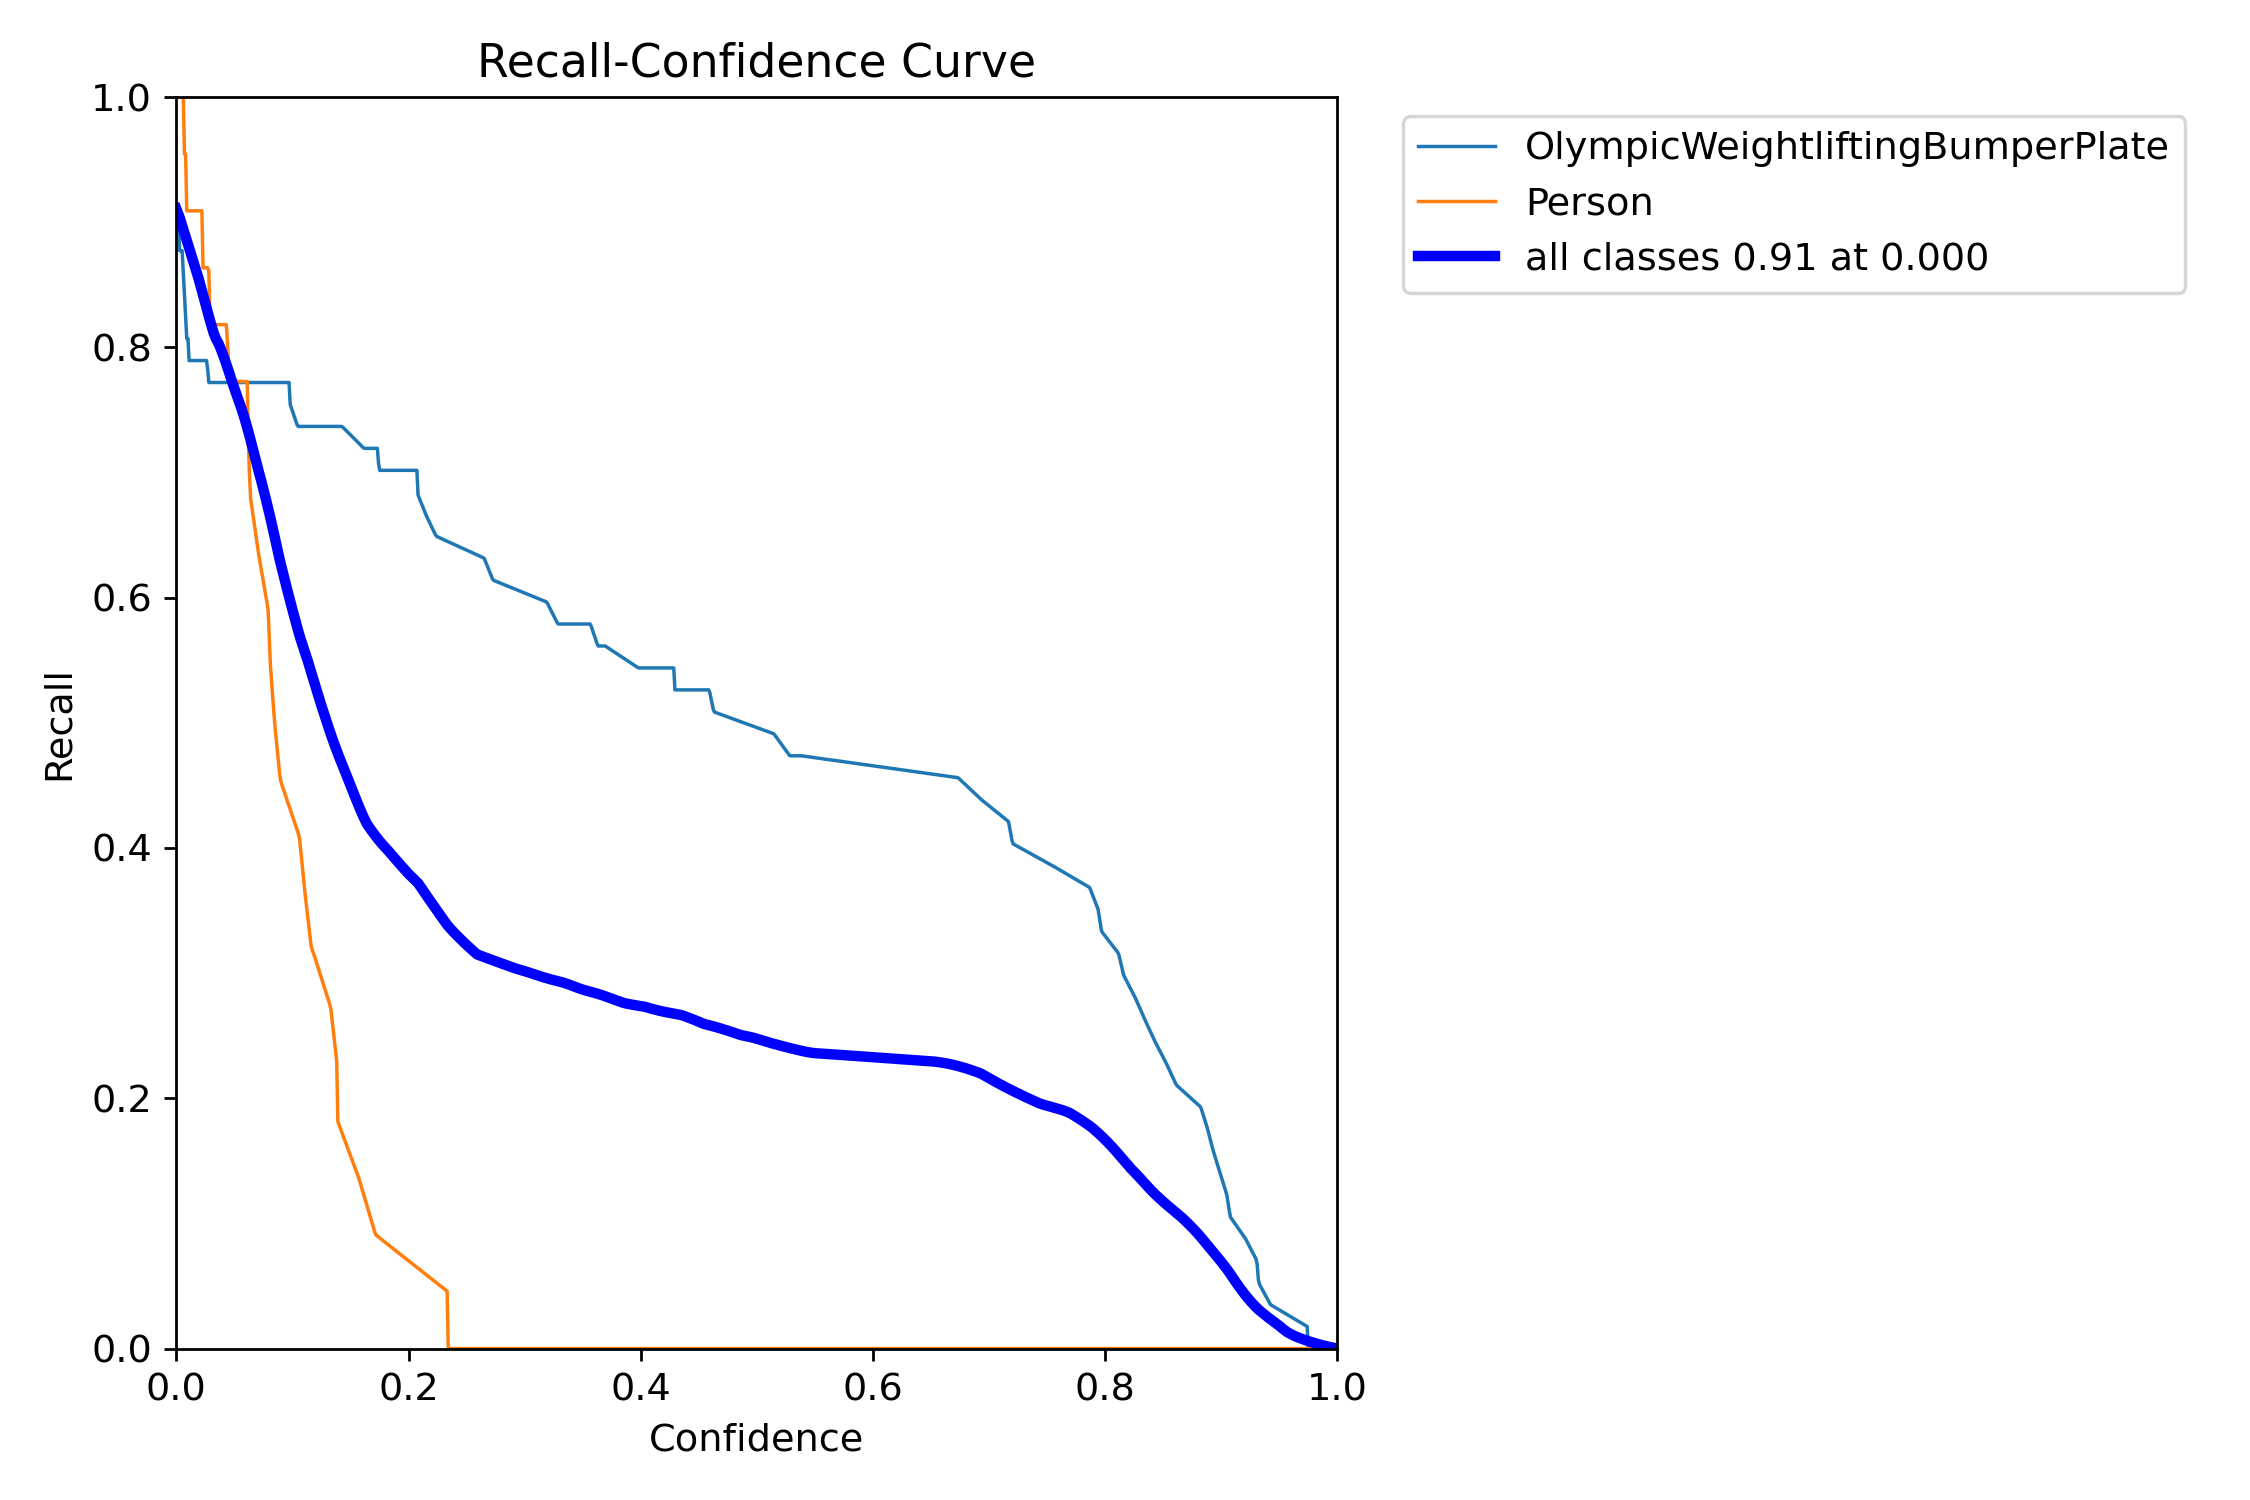 Recall-Confidence Curve
OlympicWeightliftingBumperPlate
Person
all classes 0.91 at 0.000
1.0
0.8
0.6
0.4
0.2
0.0
Recall
0.0 0.2 0.4 0.6 0.8 1.0
Confidence